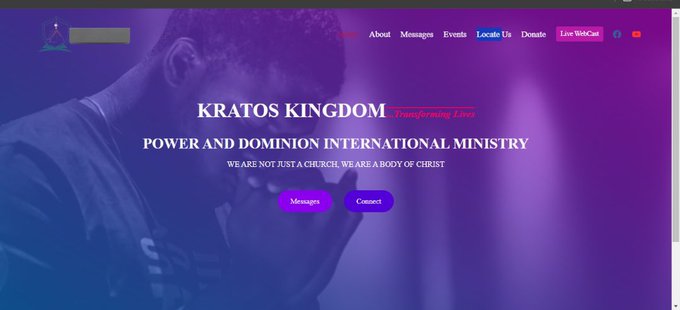 About Messages Events Locate Us Donate Live WebCast
KRATOS KINGDOM ...Transforming Lives
POWER AND DOMINION INTERNATIONAL MINISTRY
WE ARE NOT JUST A CHURCH, WE ARE A BODY OF CHRIST
Messages Connect